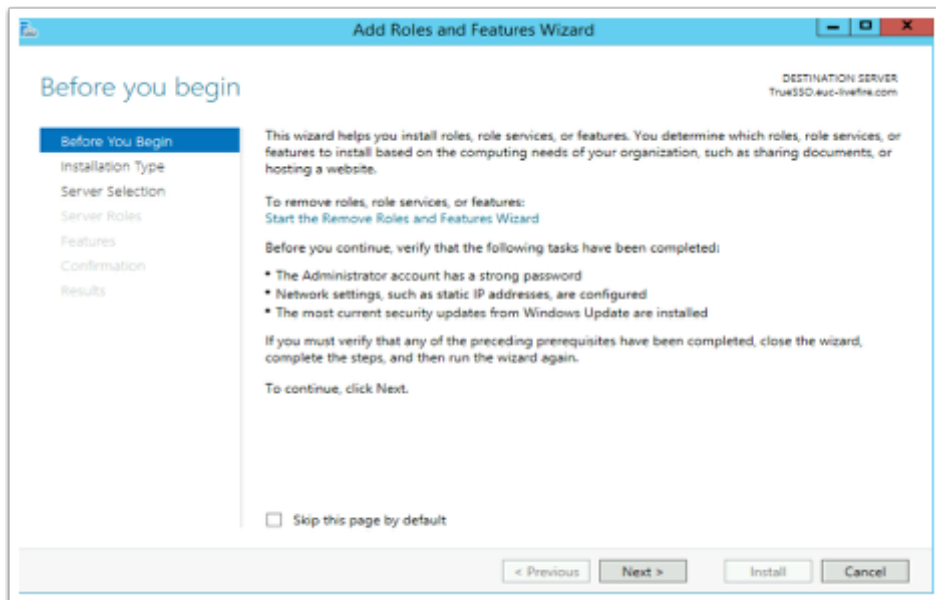 Add Roles and Features Wizard
Before you begin
DESTINATION SERVER
TrueSSO.euc-livefire.com
Before You Begin
Installation Type
Server Selection
Server Roles
Features
Confirmation
Results
This wizard helps you install roles, role services, or features. You determine which roles, role services, or
features to install based on the computing needs of your organization, such as sharing documents, or
hosting a website.
To remove roles, role services, or features:
Start the Remove Roles and Features Wizard
Before you continue, verify that the following tasks have been completed:
• The Administrator account has a strong password
• Network settings, such as static IP addresses, are configured
• The most current security updates from Windows Update are installed
If you must verify that any of the preceding prerequisites have been completed, close the wizard,
complete the steps, and then run the wizard again.
To continue, click Next.
Skip this page by default
< Previous
Next >
Install
Cancel